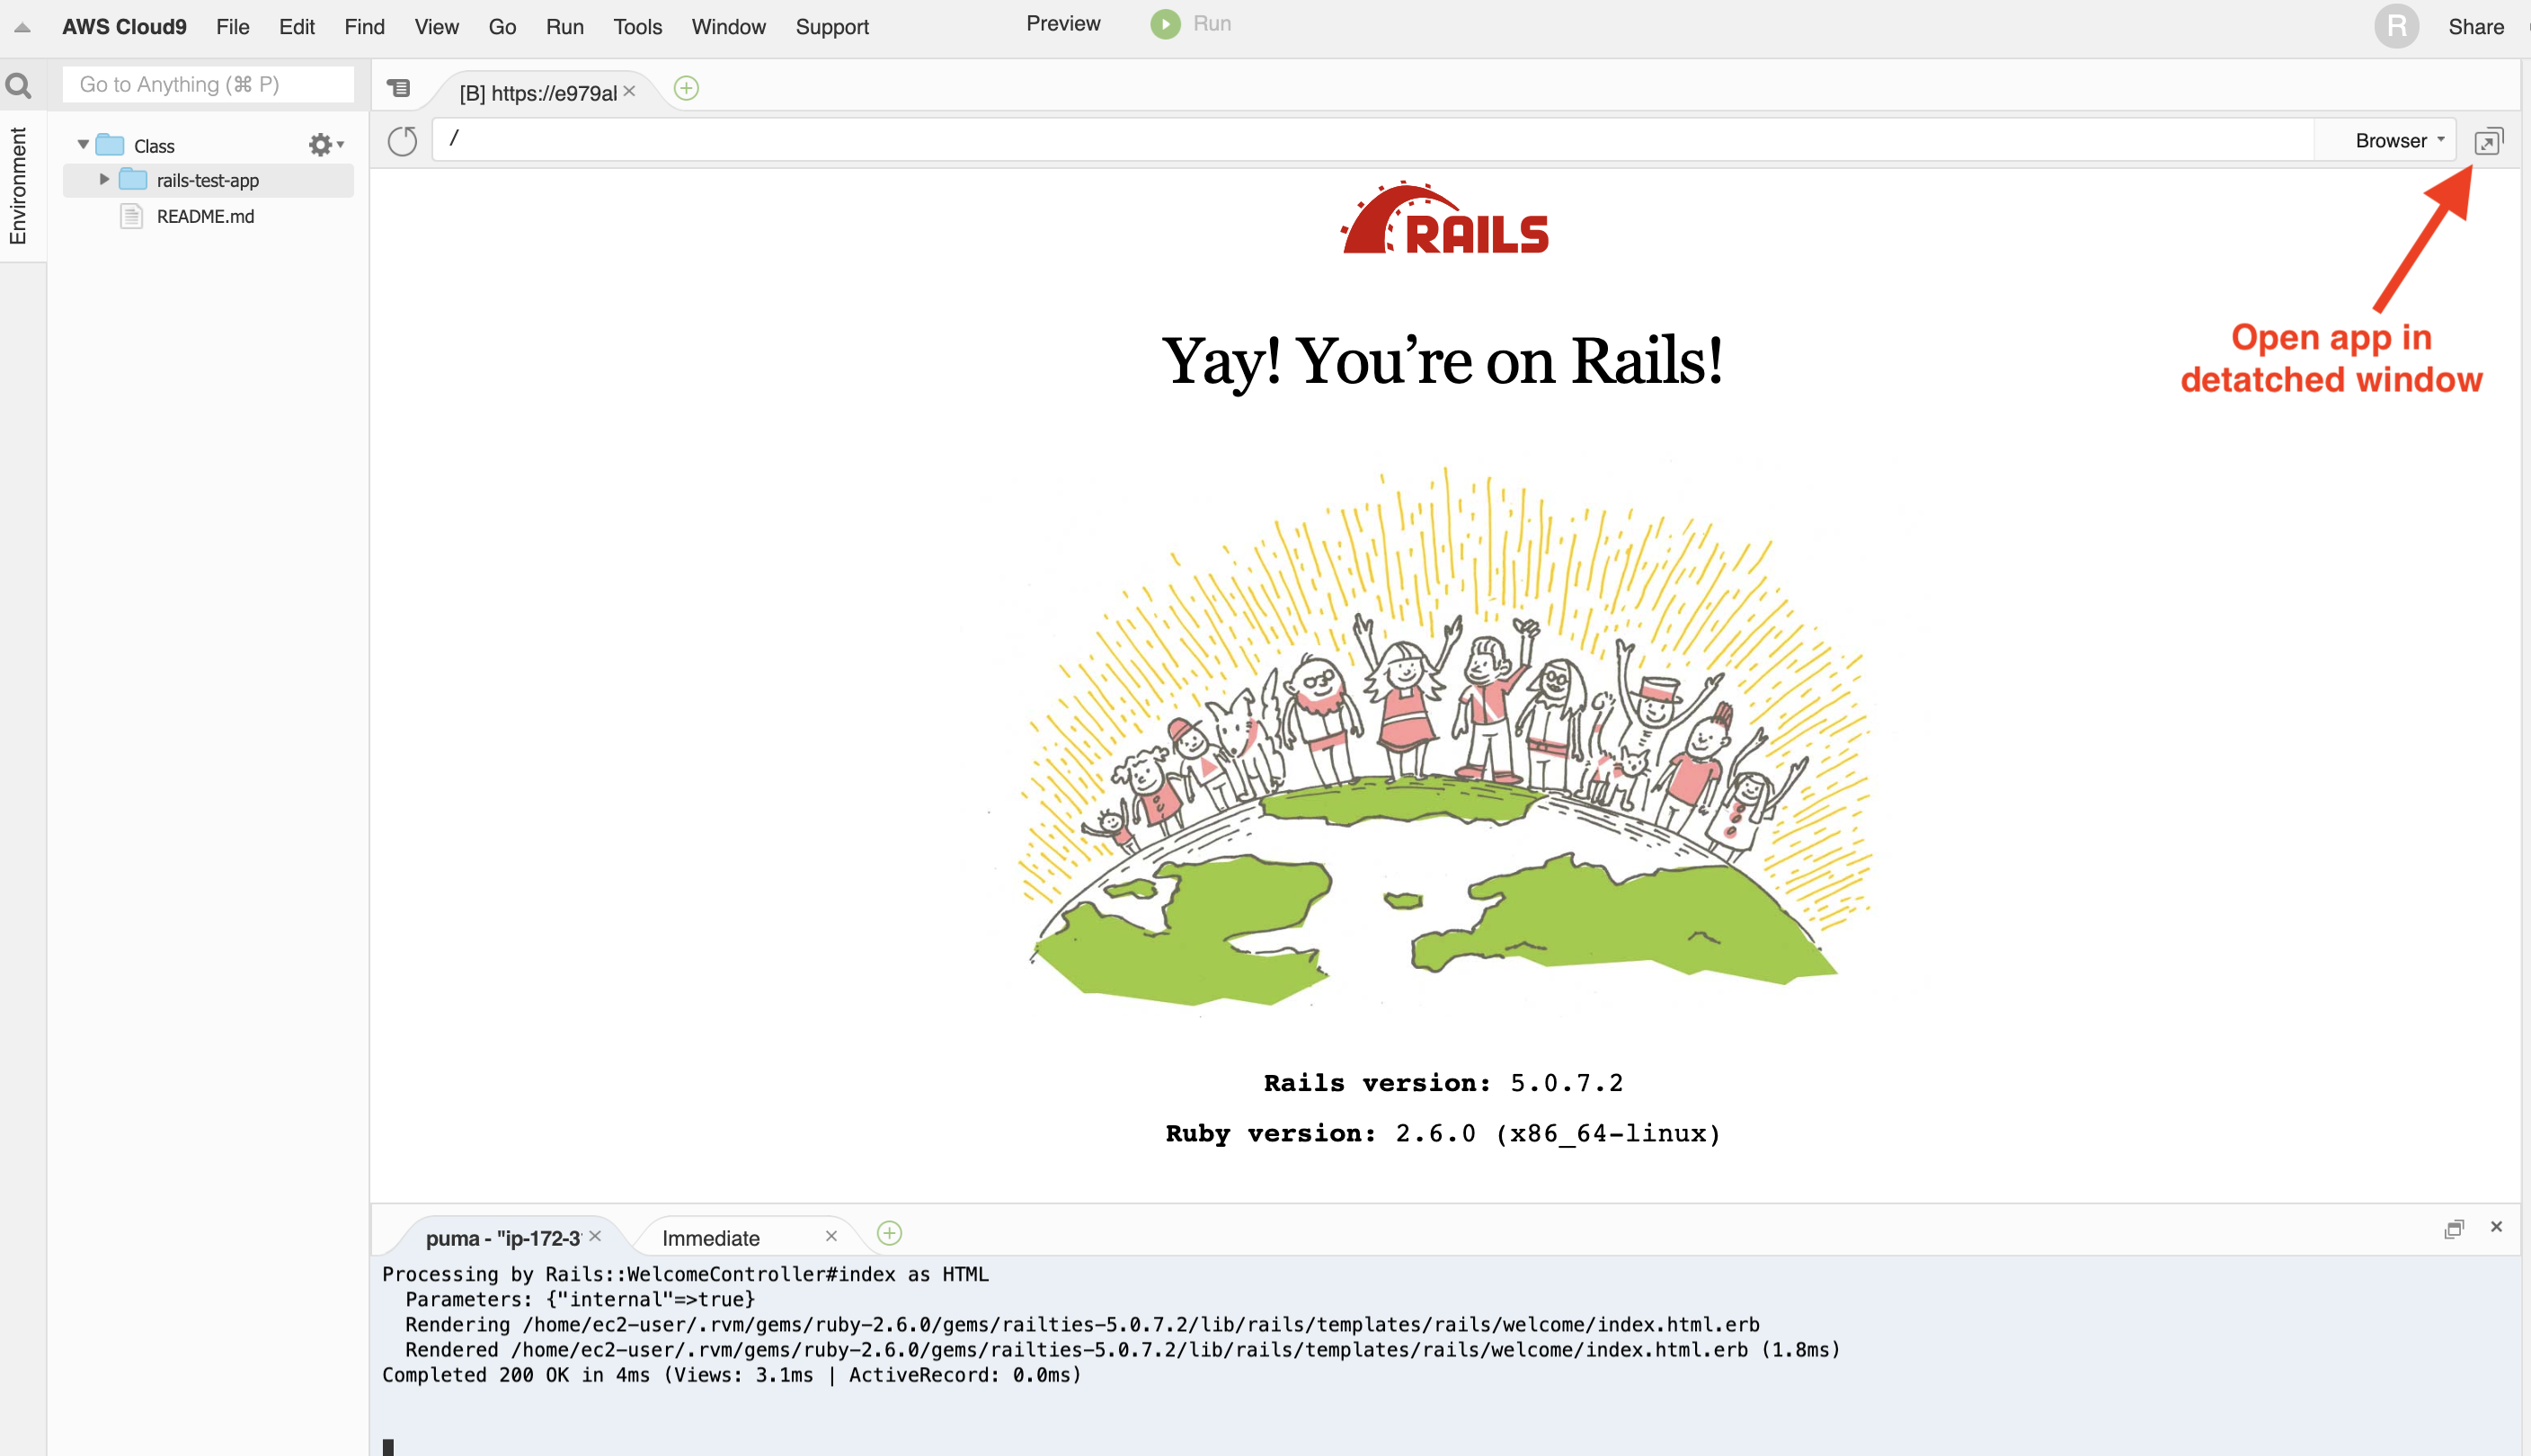 AWS Cloud9 File Edit Find View Go Run Tools Window Support Preview Run R Share
Go to Anything (⌘ P)
[B] https://e979al
/
Browser
Environment
Class
rails-test-app
README.md
RAILS
Open app in
detatched window
Yay! You’re on Rails!
Rails version: 5.0.7.2
Ruby version: 2.6.0 (x86_64-linux)
puma - "ip-172-3
Immediate
Processing by Rails::WelcomeController#index as HTML
Parameters: {"internal"=>true}
Rendering /home/ec2-user/.rvm/gems/ruby-2.6.0/gems/railties-5.0.7.2/lib/rails/templates/rails/welcome/index.html.erb
Rendered /home/ec2-user/.rvm/gems/ruby-2.6.0/gems/railties-5.0.7.2/lib/rails/templates/rails/welcome/index.html.erb (1.8ms)
Completed 200 OK in 4ms (Views: 3.1ms | ActiveRecord: 0.0ms)